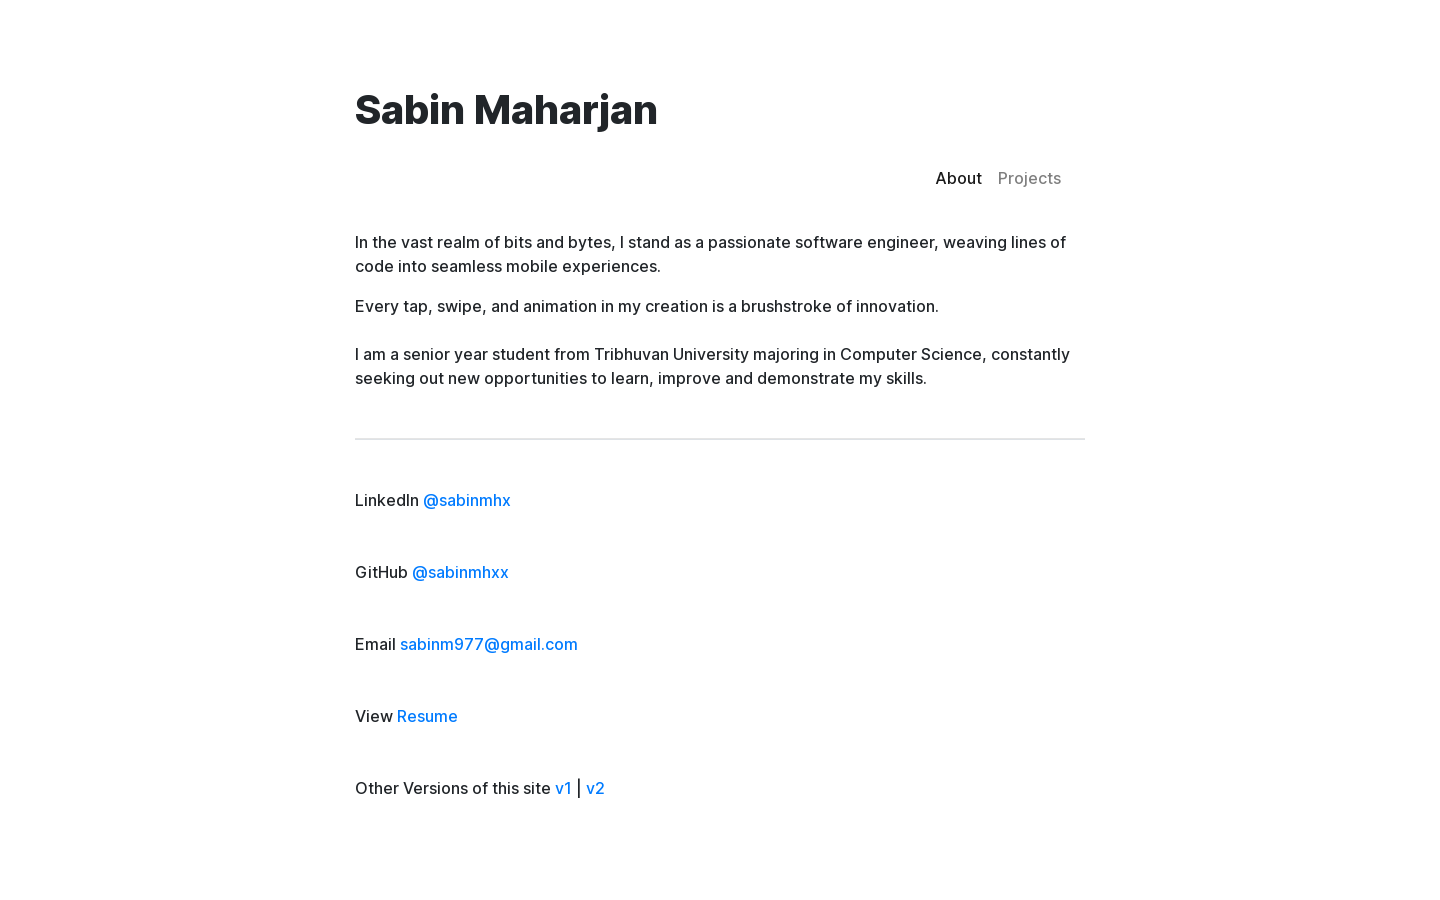 Sabin Maharjan
About Projects
In the vast realm of bits and bytes, I stand as a passionate software engineer, weaving lines of
code into seamless mobile experiences.
Every tap, swipe, and animation in my creation is a brushstroke of innovation.
I am a senior year student from Tribhuvan University majoring in Computer Science, constantly
seeking out new opportunities to learn, improve and demonstrate my skills.
LinkedIn @sabinmhx
GitHub @sabinmhxx
Email sabinm977@gmail.com
View Resume
Other Versions of this site v1 | v2